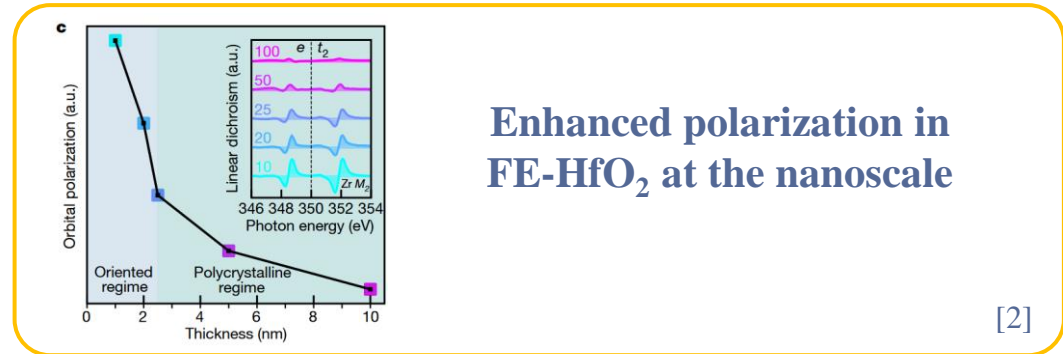 c
Orbital polarization (a.u.)
Oriented
regime
Polycrystalline
regime
0 2 4 6 8 10
Thickness (nm)
Linear dichroism (a.u.)
e t₂
100
50
25
20
10
Zr M₂
346 348 350 352 354
Photon energy (eV)
Enhanced polarization in
FE-HfO₂ at the nanoscale
[2]